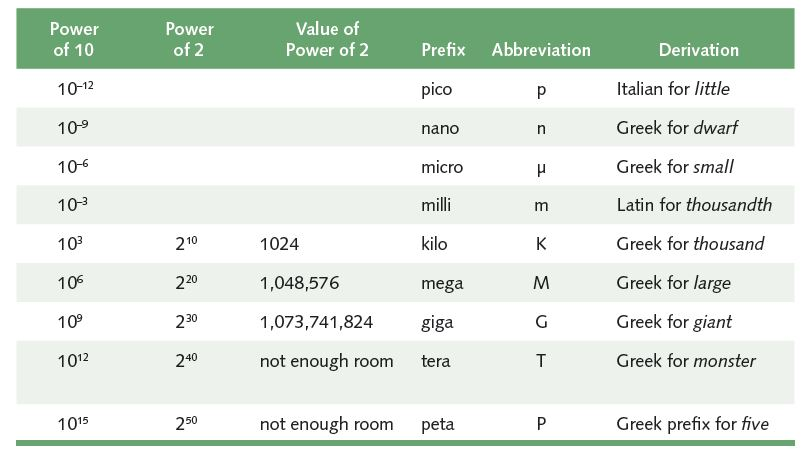 Power of 10 Power of 2 Value of Power of 2 Prefix Abbreviation Derivation
10⁻¹² pico p Italian for little
10⁻⁹ nano n Greek for dwarf
10⁻⁶ micro μ Greek for small
10⁻³ milli m Latin for thousandth
10³ 2¹⁰ 1024 kilo K Greek for thousand
10⁶ 2²⁰ 1,048,576 mega M Greek for large
10⁹ 2³⁰ 1,073,741,824 giga G Greek for giant
10¹² 2⁴⁰ not enough room tera T Greek for monster
10¹⁵ 2⁵⁰ not enough room peta P Greek prefix for five